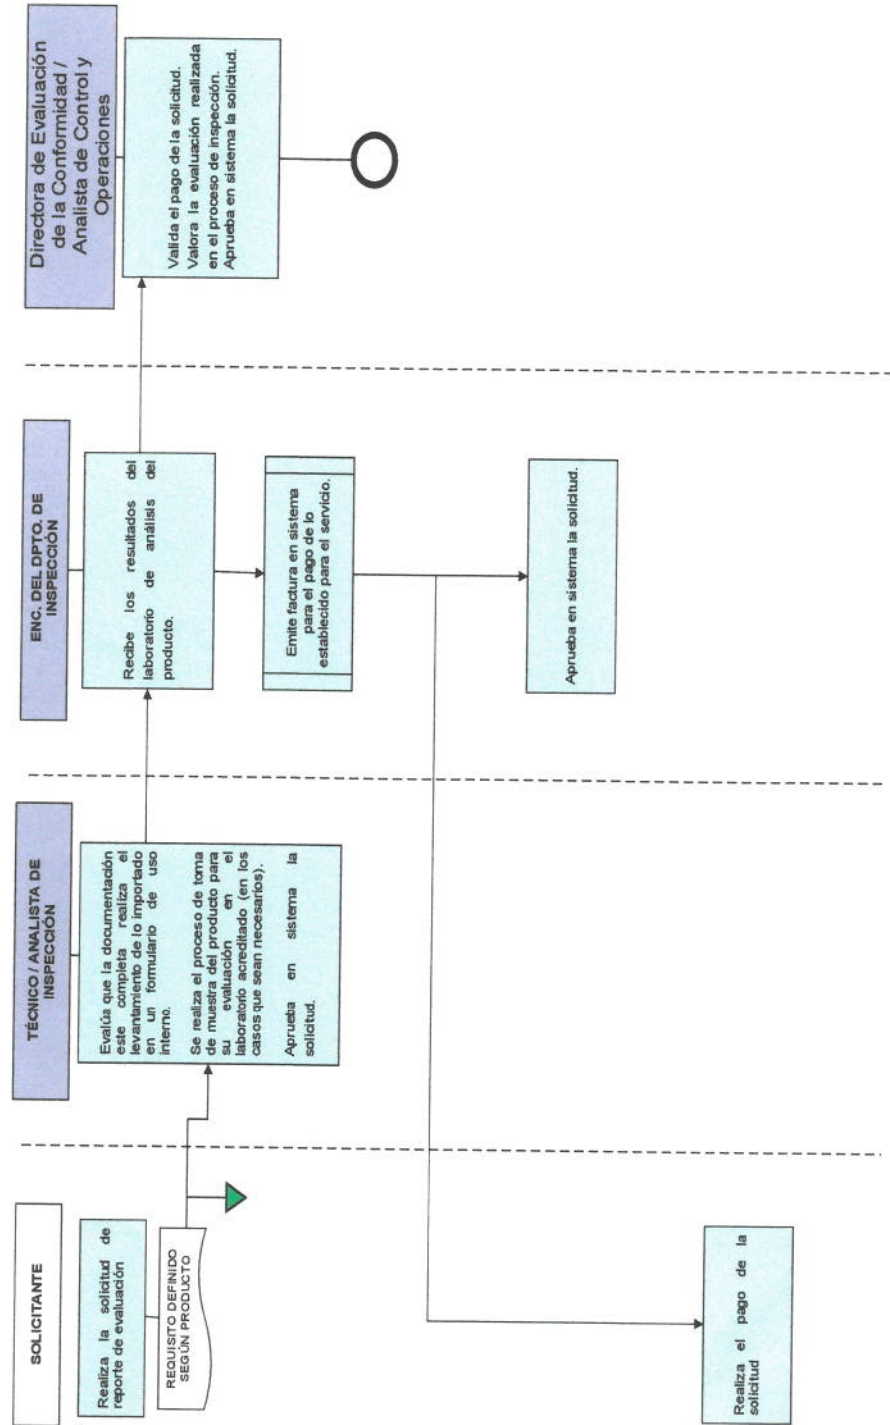 SOLICITANTE
Realiza la solicitud de
reporte de evaluación
REQUISITO DEFINIDO
SEGÚN PRODUCTO
Realiza el pago de la
solicitud
TÉCNICO / ANALISTA DE
INSPECCIÓN
Evalúa que la documentación
este completa realiza el
levantamiento de lo importado
en un formulario de uso
interno.
Se realiza el proceso de toma
de muestra del producto para
su evaluación en el
laboratorio acreditado (en los
casos que sean necesarios).
Aprueba en sistema la
solicitud.
ENC. DEL DPTO. DE
INSPECCIÓN
Recibe los resultados del
laboratorio de análisis del
producto.
Emite factura en sistema
para el pago de lo
establecido para el servicio.
Aprueba en sistema la solicitud.
Directora de Evaluación
de la Conformidad /
Analista de Control y
Operaciones
Valida el pago de la solicitud.
Valora la evaluación realizada
en el proceso de inspección.
Aprueba en sistema la solicitud.